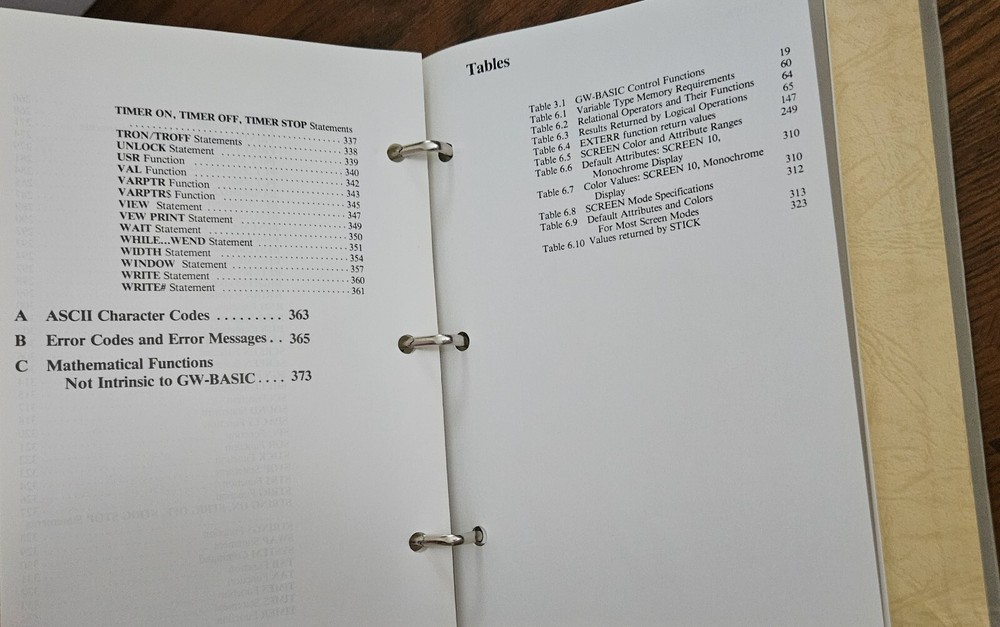 TIMER ON, TIMER OFF, TIMER STOP Statements
........................................ 337
TRON/TROFF Statements ........................ 338
UNLOCK Statement ........................ 339
USR Function ........................ 340
VAL Function ........................ 342
VARPTR Function ........................ 343
VARPTR$ Function ........................ 345
VIEW Statement ........................ 347
VEW PRINT Statement ........................ 349
WAIT Statement ........................ 350
WHILE...WEND Statement ........................ 351
WIDTH Statement ........................ 354
WINDOW Statement ........................ 357
WRITE Statement ........................ 360
WRITE# Statement ........................ 361
A ASCII Character Codes ......... 363
B Error Codes and Error Messages.. 365
C Mathematical Functions
Not Intrinsic to GW-BASIC.... 373
Tables
Table 3.1 GW-BASIC Control Functions 19
Table 6.1 Variable Type Memory Requirements 60
Table 6.2 Relational Operators and Their Functions 64
Table 6.3 Results Returned by Logical Operations 65
Table 6.4 EXTERR function return values 147
Table 6.5 SCREEN Color and Attribute Ranges 249
Table 6.6 Default Attributes: SCREEN 10,
Monochrome Display 310
Table 6.7 Color Values: SCREEN 10, Monochrome
Display 310
Table 6.8 SCREEN Mode Specifications 312
Table 6.9 Default Attributes and Colors
For Most Screen Modes 313
Table 6.10 Values returned by STICK 323